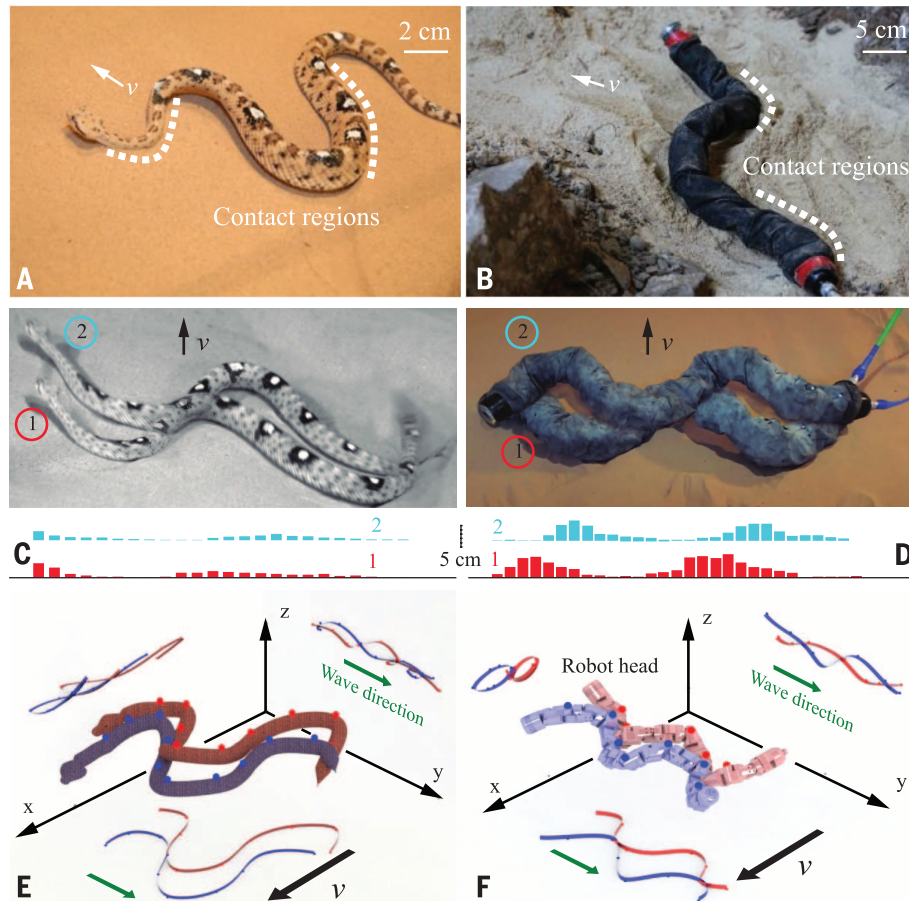 2 cm
v
Contact regions
A
5 cm
v
Contact regions
B
2
v
1
2
v
1
C
2
1
5 cm
2
1
D
z
Wave direction
x
y
E
v
z
Robot head
Wave direction
x
y
F
v